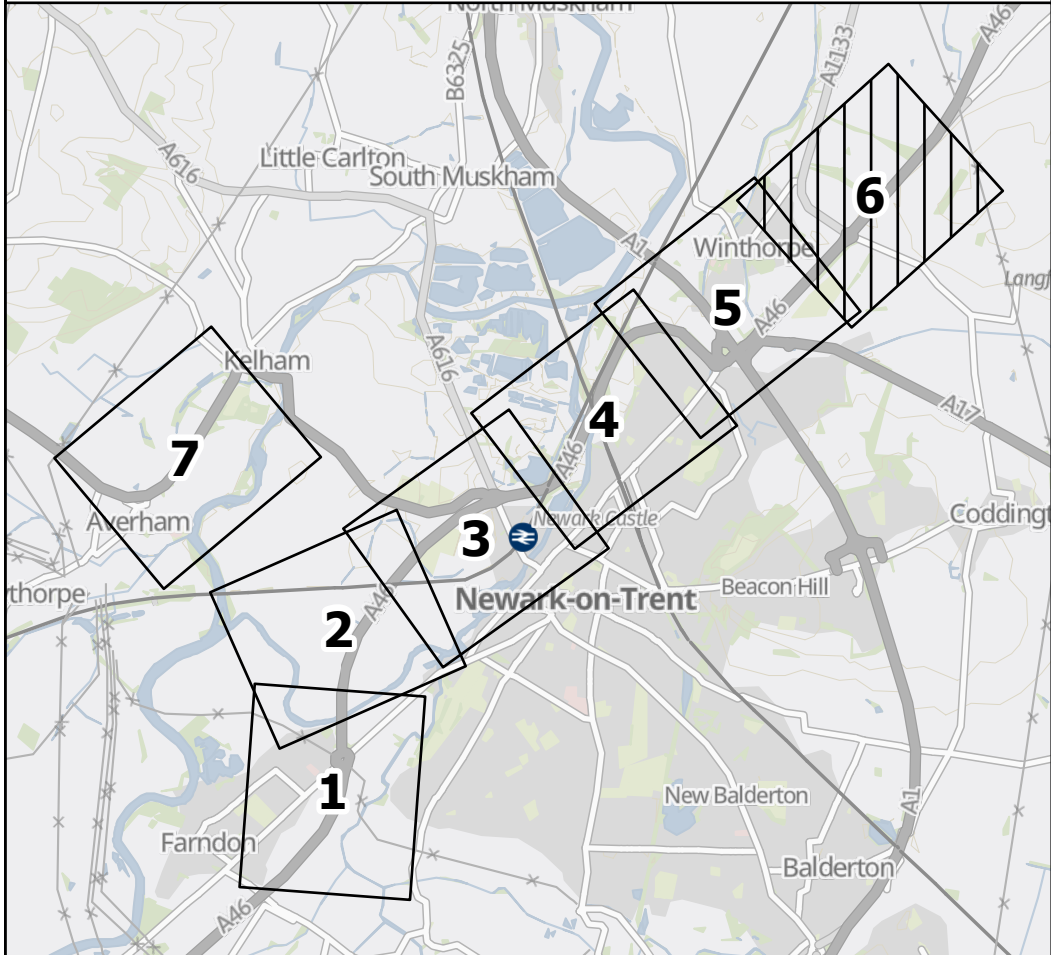 North Muskham
A46
A1133
B6325
A616
Little Carlton
South Muskham
6
A1
Winthorpe
Langf
5
A46
A616
Kelham
4
A17
7
A46
Averham
Newark Castle
Coddingt
3
ythorpe
A46
Newark-on-Trent
Beacon Hill
2
1
New Balderton
A1
Farndon
Balderton
A46